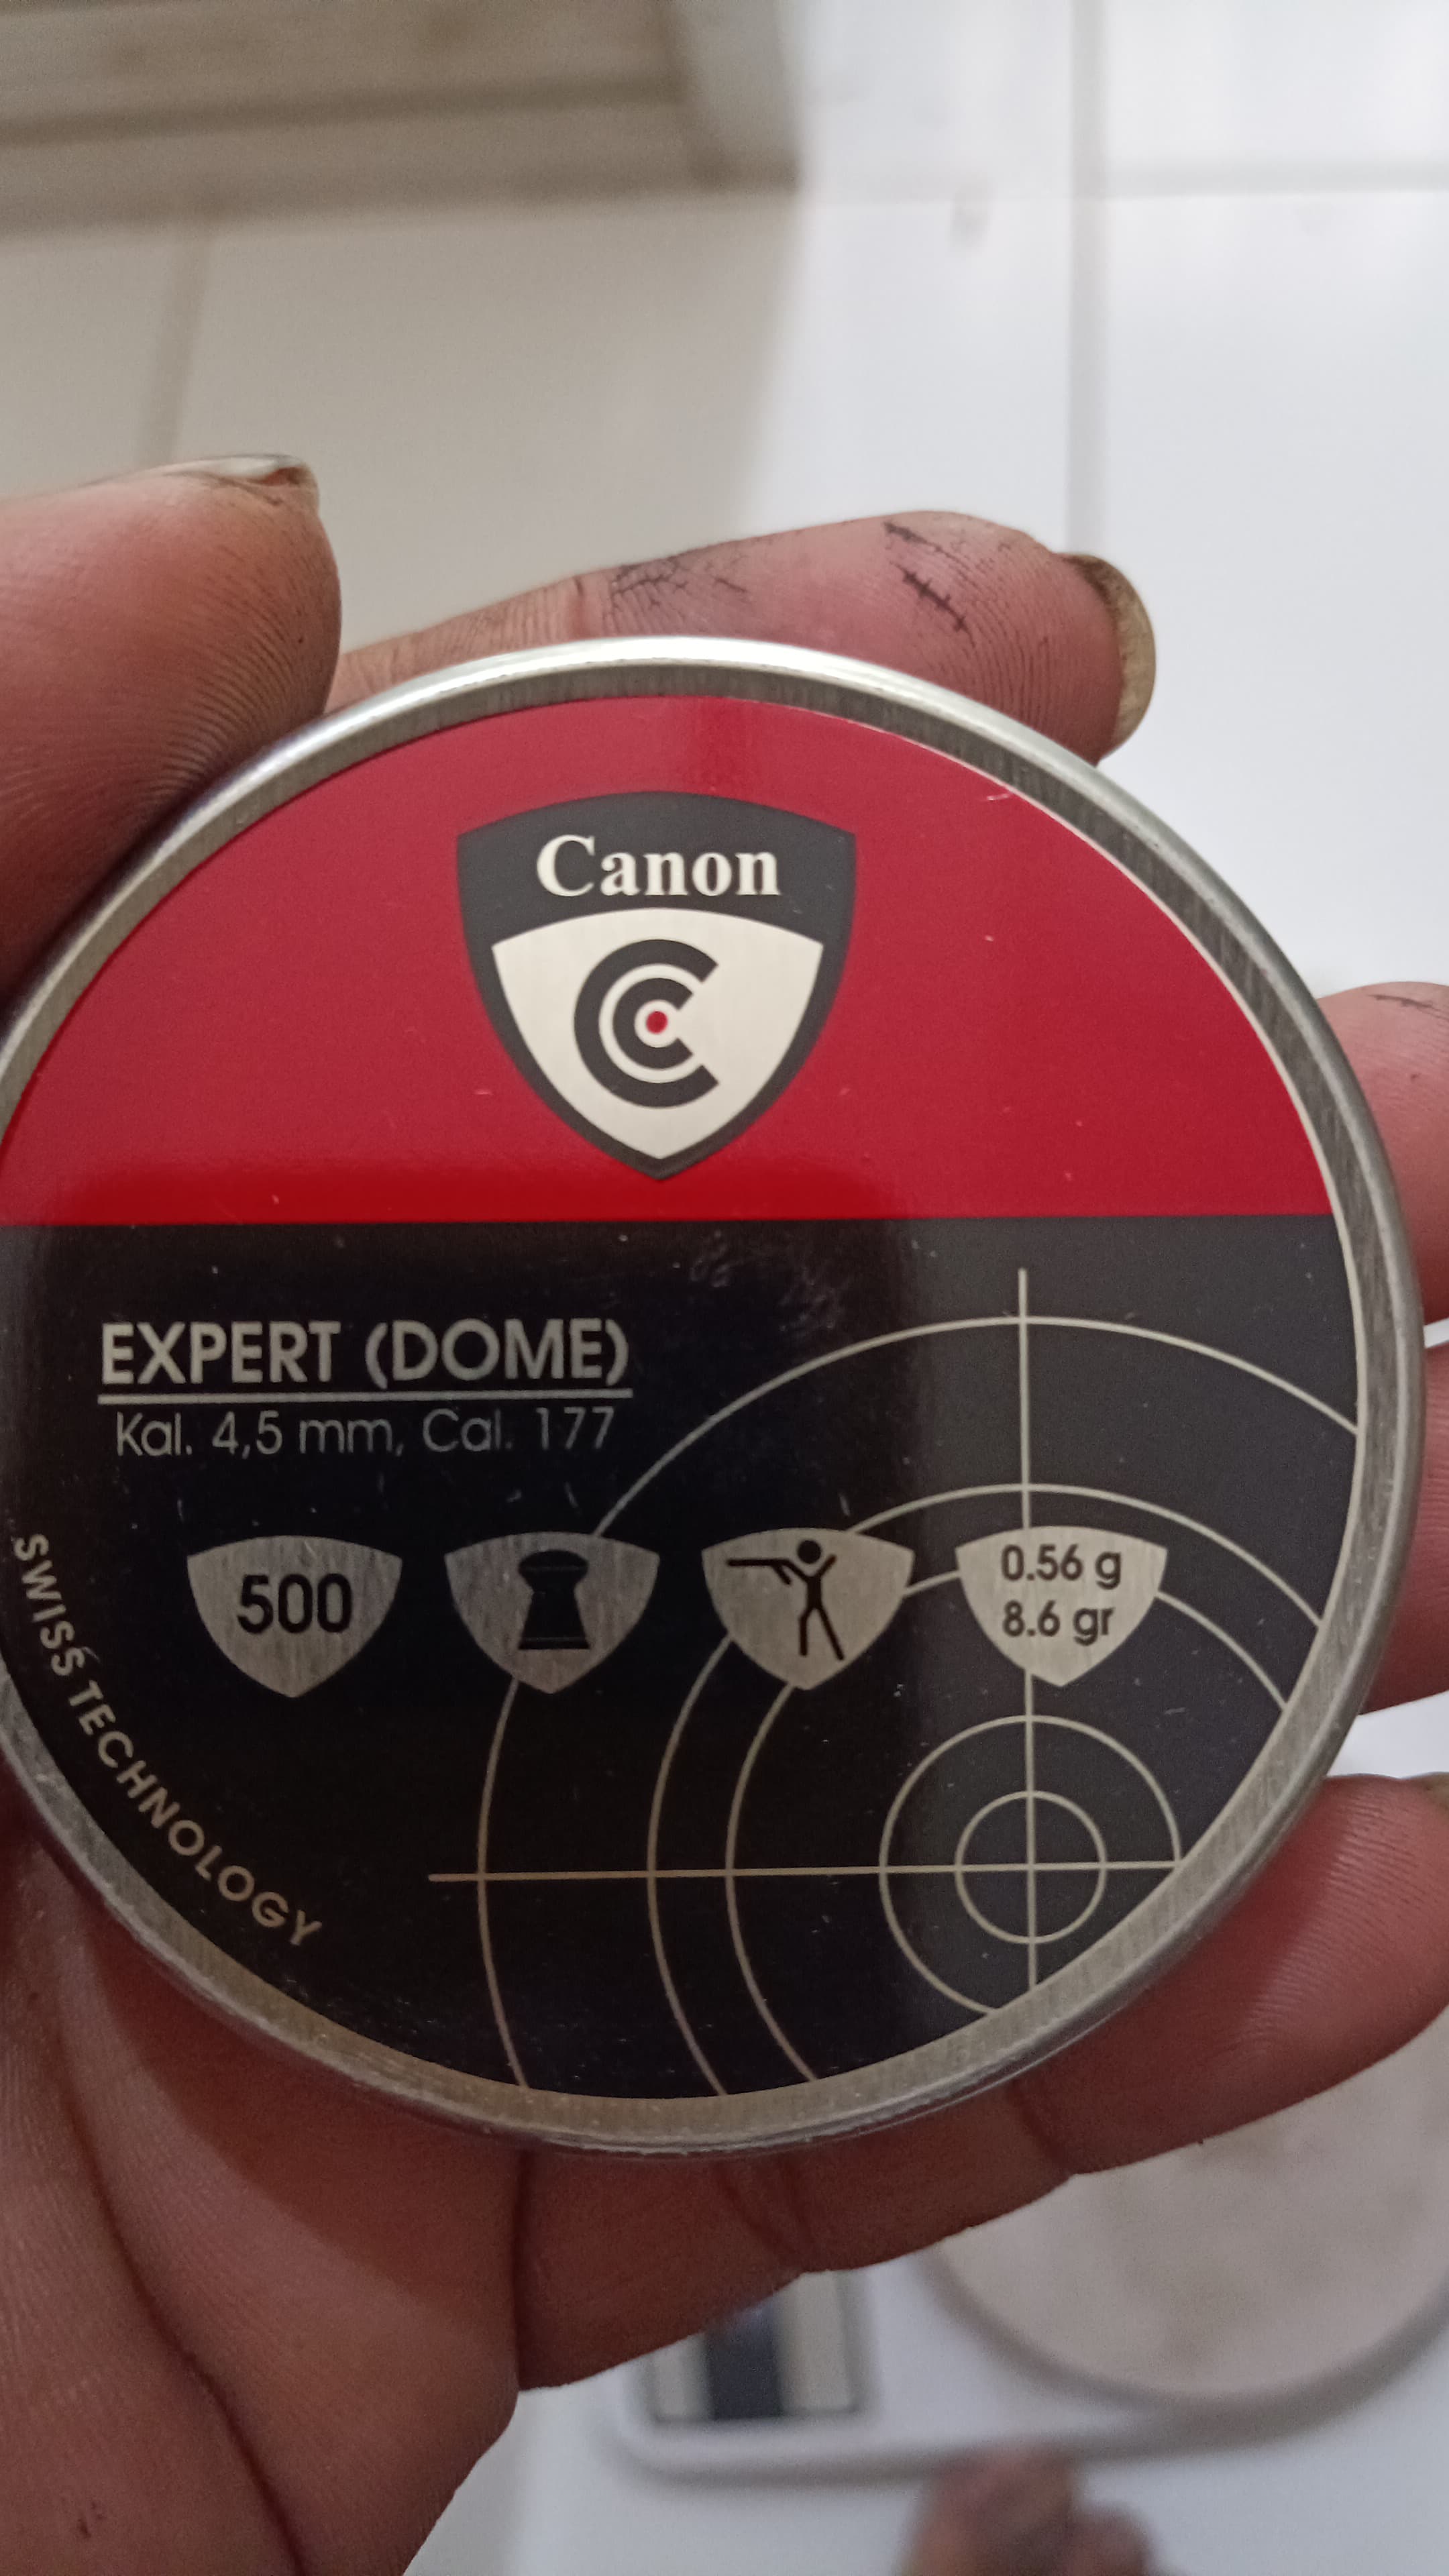 Canon
EXPERT (DOME)
Kal. 4,5 mm, Cal. 177
500
0.56 g
8.6 gr
SWISS TECHNOLOGY